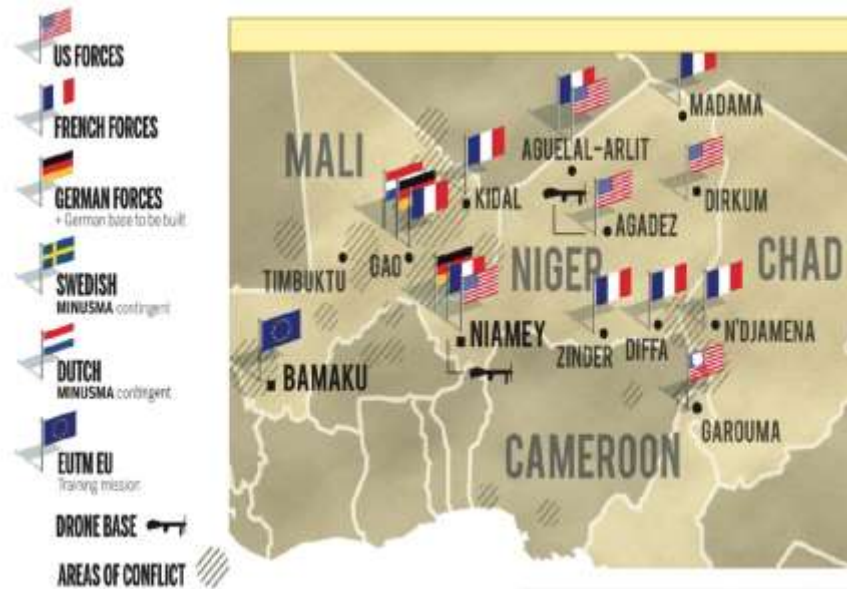 US FORCES
FRENCH FORCES
GERMAN FORCES
+ German base to be built
SWEDISH
MINUSMA contingent
DUTCH
MINUSMA contingent
EUTM EU
Training mission
DRONE BASE
AREAS OF CONFLICT
MADAMA
AGUELAL-ARLIT
MALI
KIDAL
DIRKUM
AGADEZ
CHAD
NIGER
TIMBUKTU
GAO
NIAMEY
ZINDER
DIFFA
N'DJAMENA
BAMAKU
GAROUMA
CAMEROON